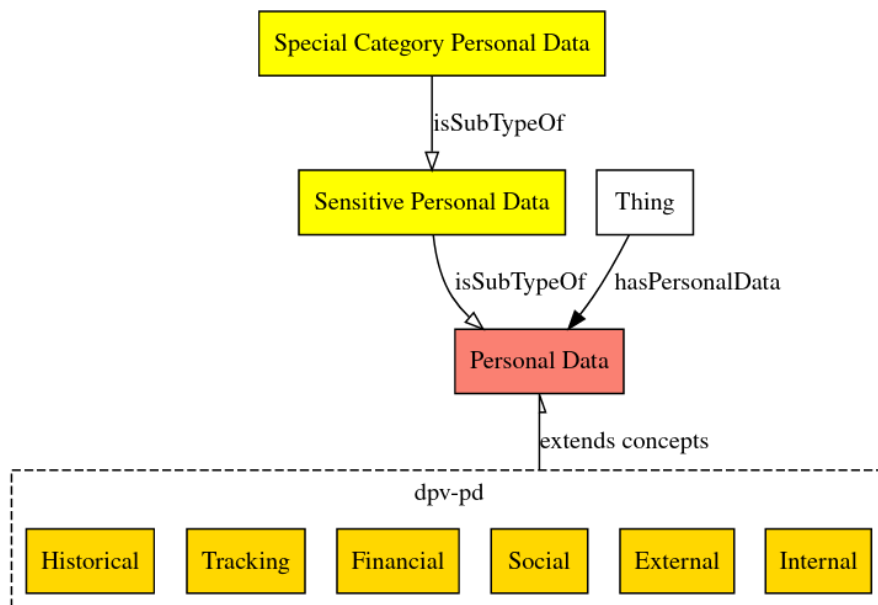 Special Category Personal Data
isSubTypeOf
Sensitive Personal Data
Thing
isSubTypeOf
hasPersonalData
Personal Data
extends concepts
dpv-pd
Historical
Tracking
Financial
Social
External
Internal